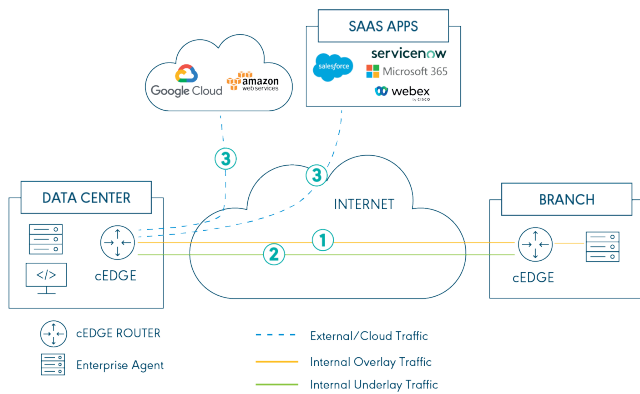 SAAS APPS
servicenow
salesforce
Microsoft 365
webex
by CISCO
Google Cloud
amazon
webservices
3
3
DATA CENTER
INTERNET
BRANCH
1
2
</>
cEDGE
cEDGE
cEDGE ROUTER
External/Cloud Traffic
Enterprise Agent
Internal Overlay Traffic
Internal Underlay Traffic